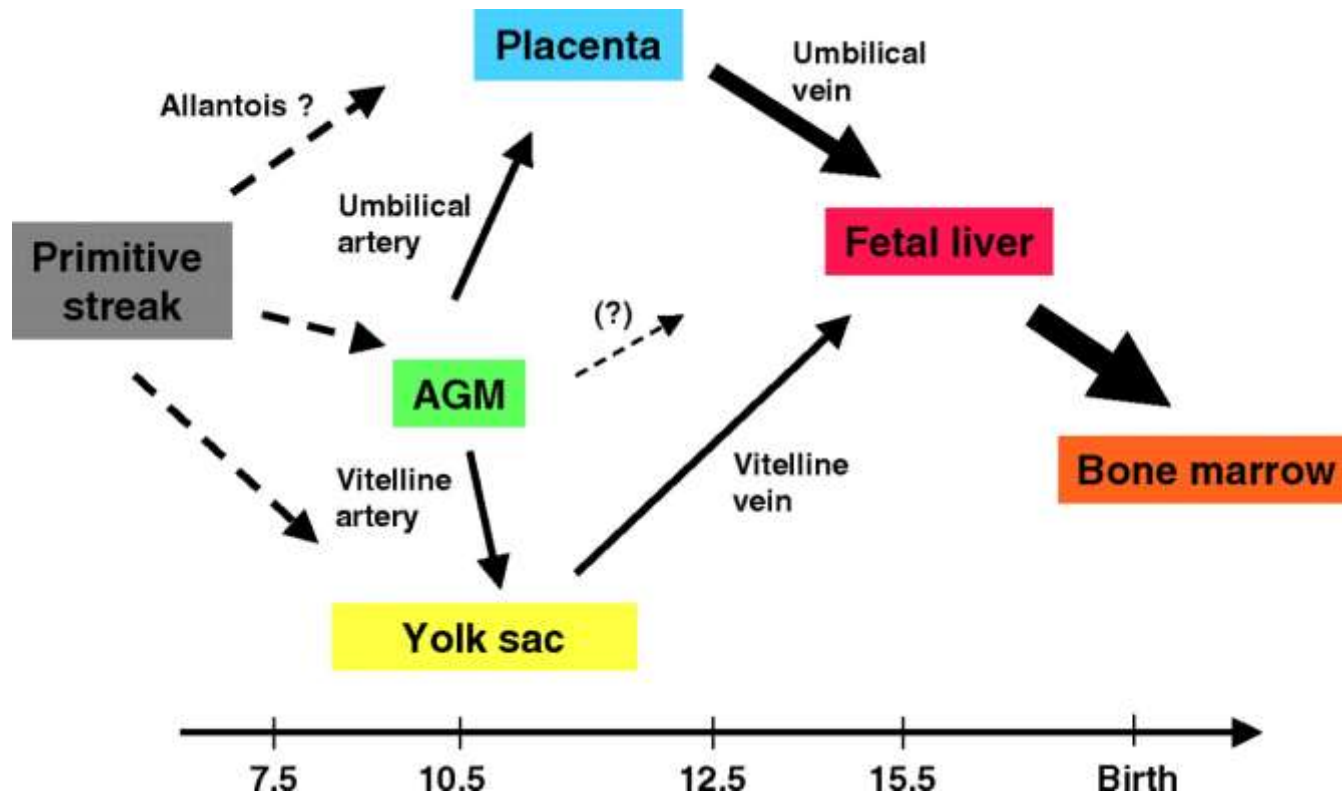 Placenta
Umbilical
vein
Allantois ?
Umbilical
artery
Primitive
streak
Fetal liver
(?)
AGM
Vitelline
artery
Vitelline
vein
Bone marrow
Yolk sac
7.5
10.5
12.5
15.5
Birth